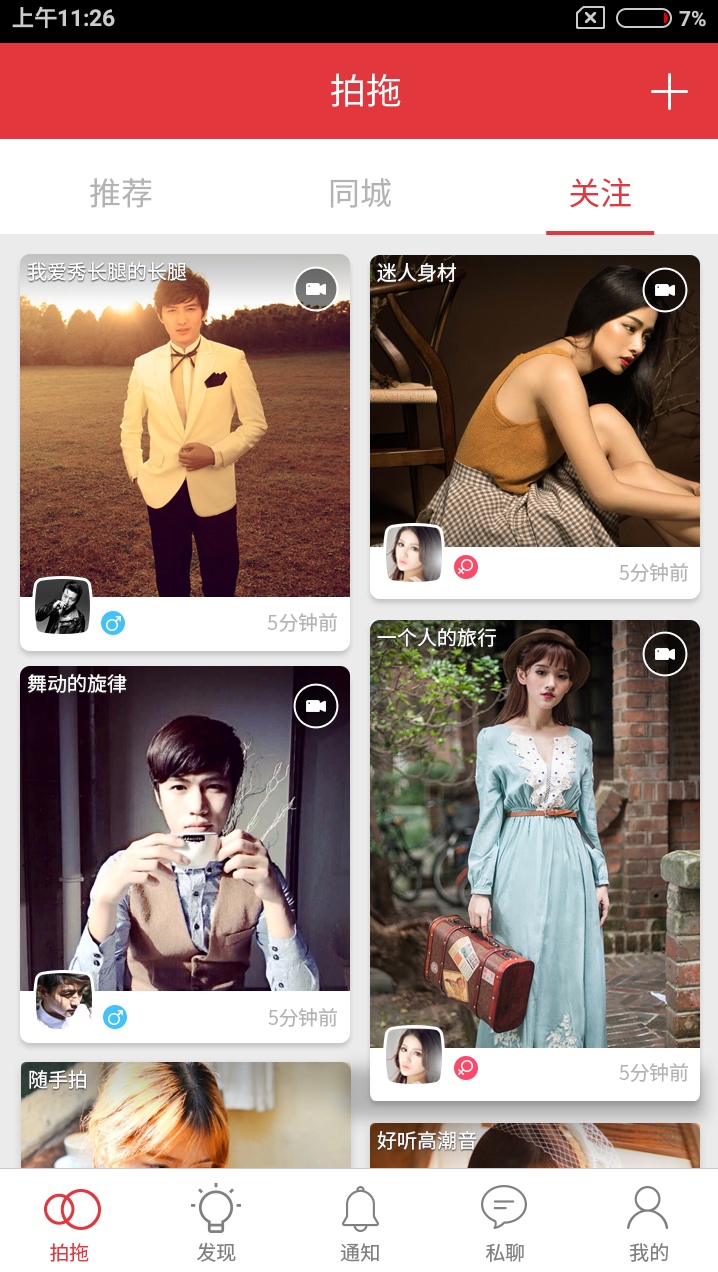 上午11:26
7%
拍拖
推荐
同城
关注
我爱秀长腿的长腿
5分钟前
迷人身材
5分钟前
舞动的旋律
5分钟前
一个人的旅行
5分钟前
随手拍
好听高潮音
拍拖
发现
通知
私聊
我的